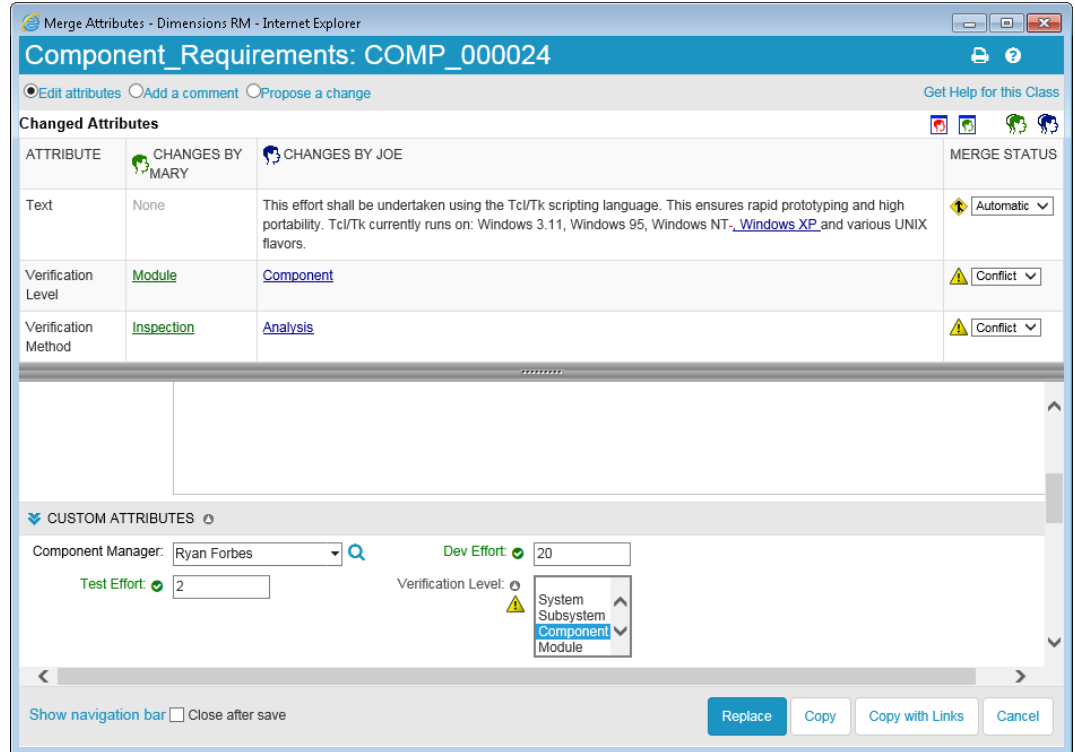 Merge Attributes - Dimensions RM - Internet Explorer
Component_Requirements: COMP_000024
Edit attributes Add a comment Propose a change Get Help for this Class
Changed Attributes
ATTRIBUTE CHANGES BY MARY CHANGES BY JOE MERGE STATUS
Text None This effort shall be undertaken using the Tcl/Tk scripting language. This ensures rapid prototyping and high Automatic
portability. Tcl/Tk currently runs on: Windows 3.11, Windows 95, Windows NT-, Windows XP and various UNIX
flavors.
Verification Level Module Component Conflict
Verification Method Inspection Analysis Conflict
CUSTOM ATTRIBUTES
Component Manager: Ryan Forbes Dev Effort: 20
Test Effort: 2 Verification Level:
System
Subsystem
Component
Module
Show navigation bar Close after save Replace Copy Copy with Links Cancel